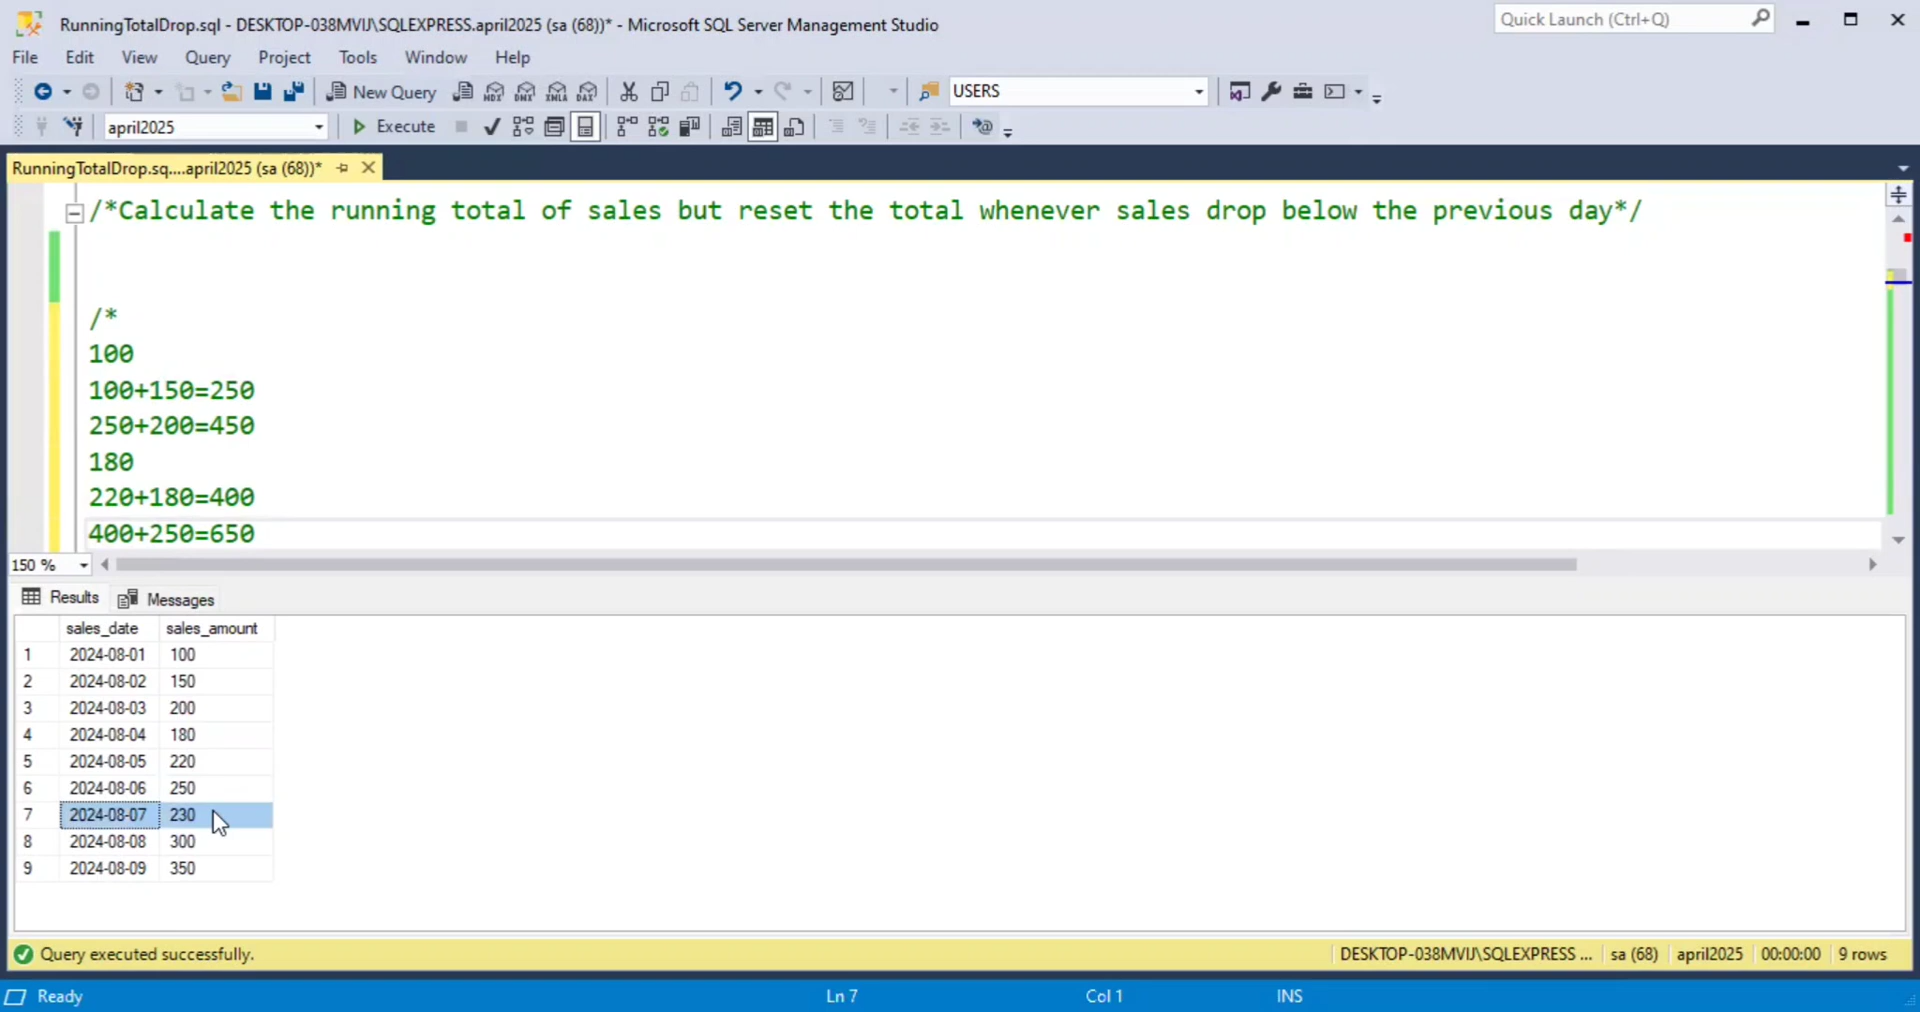 RunningTotalDrop.sql - DESKTOP-038MVIJ\SQLEXPRESS.april2025 (sa (68))* - Microsoft SQL Server Management Studio
Quick Launch (Ctrl+Q)
File Edit View Query Project Tools Window Help
New Query MDX DMX XMLA DAX USERS
april2025 Execute
RunningTotalDrop.sq....april2025 (sa (68))*
/*Calculate the running total of sales but reset the total whenever sales drop below the previous day*/
/*
100
100+150=250
250+200=450
180
220+180=400
400+250=650
150 %
Results Messages
sales_date sales_amount
1 2024-08-01 100
2 2024-08-02 150
3 2024-08-03 200
4 2024-08-04 180
5 2024-08-05 220
6 2024-08-06 250
7 2024-08-07 230
8 2024-08-08 300
9 2024-08-09 350
Query executed successfully. DESKTOP-038MVIJ\SQLEXPRESS ... sa (68) april2025 00:00:00 9 rows
Ready Ln 7 Col 1 INS